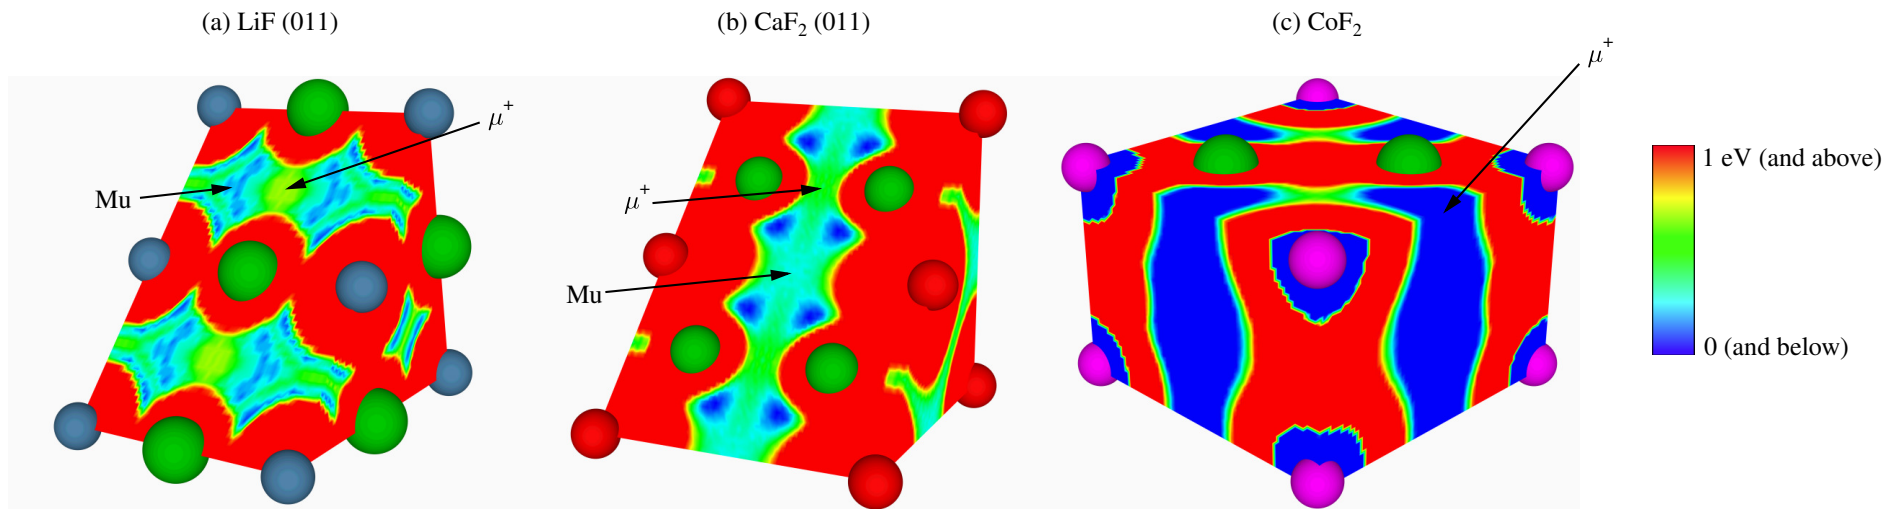 (a) LiF (011)
(b) CaF₂ (011)
(c) CoF₂
μ⁺
Mu
μ⁺
Mu
μ⁺
1 eV (and above)
0 (and below)